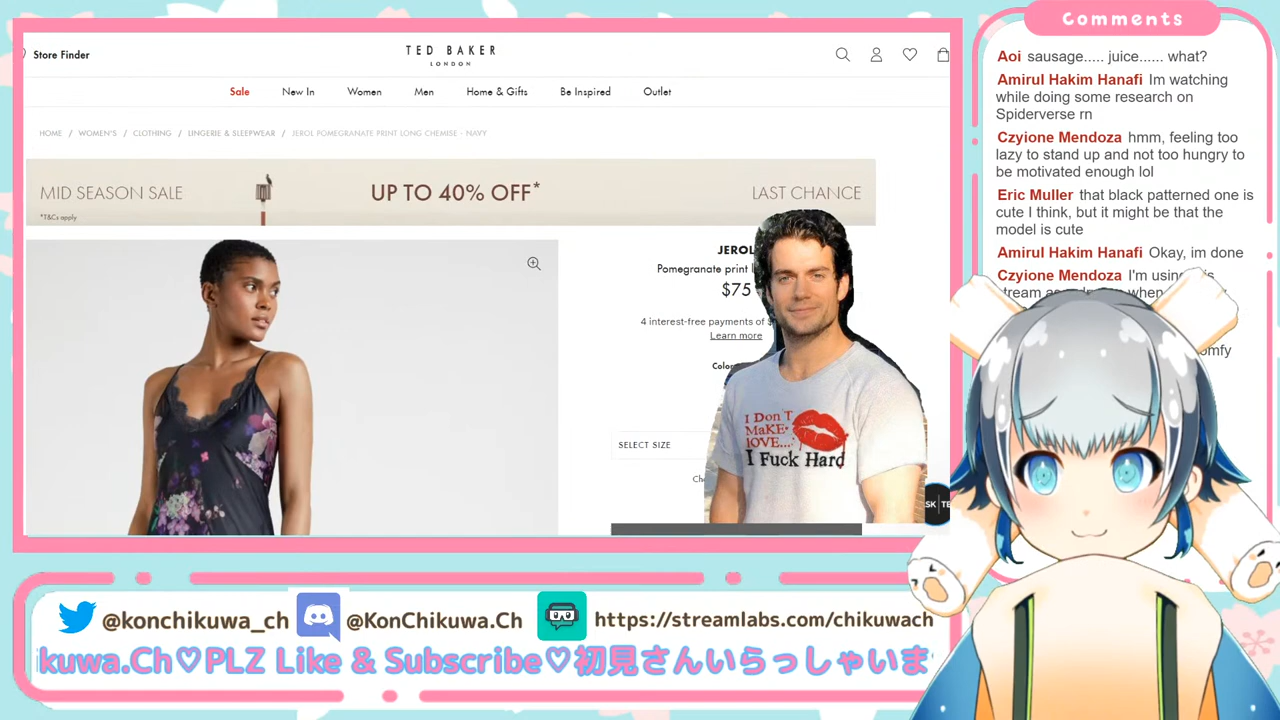 Store Finder
TED BAKER
LONDON
Sale New In Women Men Home & Gifts Be Inspired Outlet
HOME / WOMEN'S / CLOTHING / LINGERIE & SLEEPWEAR / JEROL POMEGRANATE PRINT LONG CHEMISE - NAVY
MID SEASON SALE
*T&Cs apply
UP TO 40% OFF*
LAST CHANCE
JEROL
Pomegranate print
$75
4 interest-free payments of
Learn more
SELECT SIZE
I DON'T
MaKE
lOVE...
I Fuck Hard
Comments
Aoi sausage..... juice...... what?
Amirul Hakim Hanafi Im watching
while doing some research on
Spiderverse rn
Czyione Mendoza hmm, feeling too
lazy to stand up and not too hungry to
be motivated enough lol
Eric Muller that black patterned one is
cute I think, but it might be that the
model is cute
Amirul Hakim Hanafi Okay, im done
Czyione Mendoza
@konchikuwa_ch @KonChikuwa.Ch https://streamlabs.com/chikuwach
kuwa.Ch♡PLZ Like & Subscribe♡初見さんいらっしゃいま